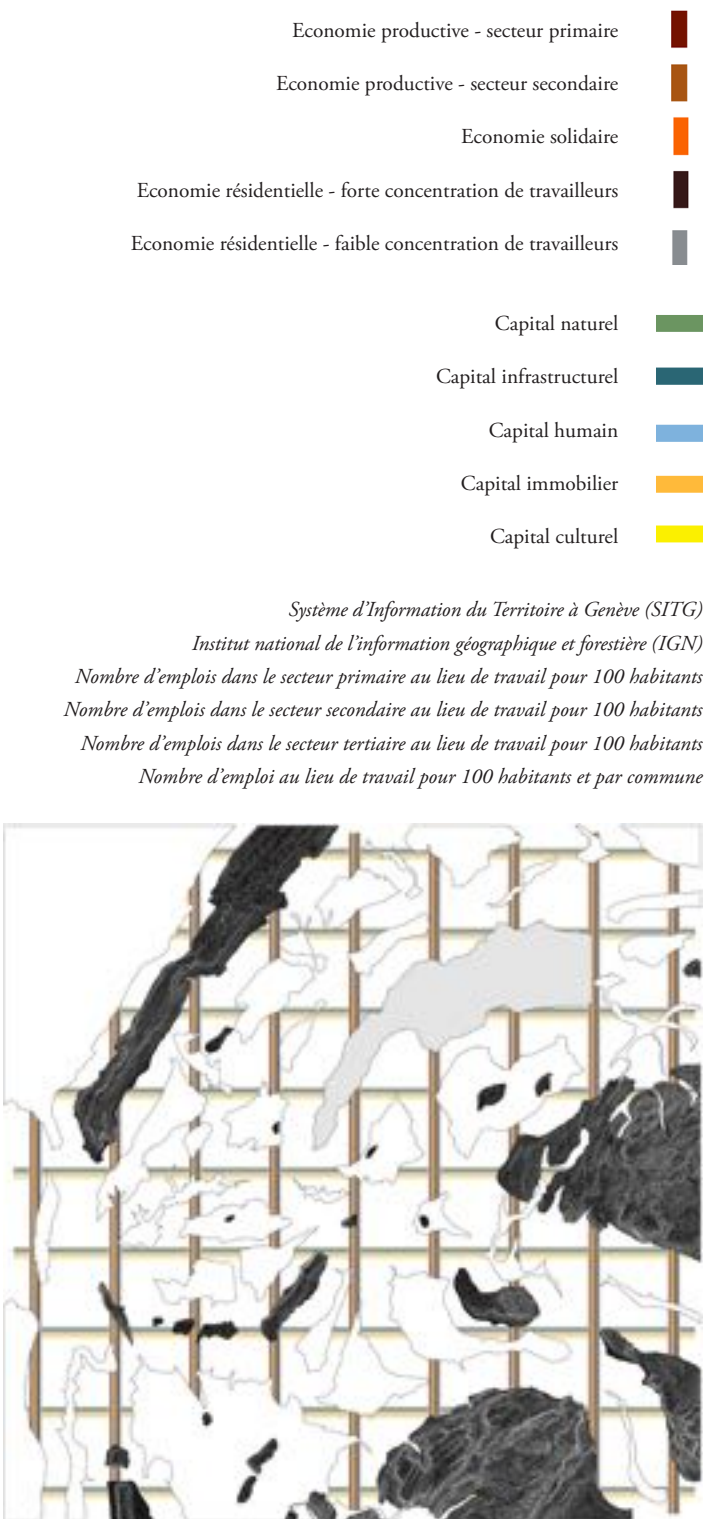 Economie productive - secteur primaire
Economie productive - secteur secondaire
Economie solidaire
Economie résidentielle - forte concentration de travailleurs
Economie résidentielle - faible concentration de travailleurs
Capital naturel
Capital infrastructurel
Capital humain
Capital immobilier
Capital culturel
Système d'Information du Territoire à Genève (SITG)
Institut national de l'information géographique et forestière (IGN)
Nombre d'emplois dans le secteur primaire au lieu de travail pour 100 habitants
Nombre d'emplois dans le secteur secondaire au lieu de travail pour 100 habitants
Nombre d'emplois dans le secteur tertiaire au lieu de travail pour 100 habitants
Nombre d'emploi au lieu de travail pour 100 habitants et par commune